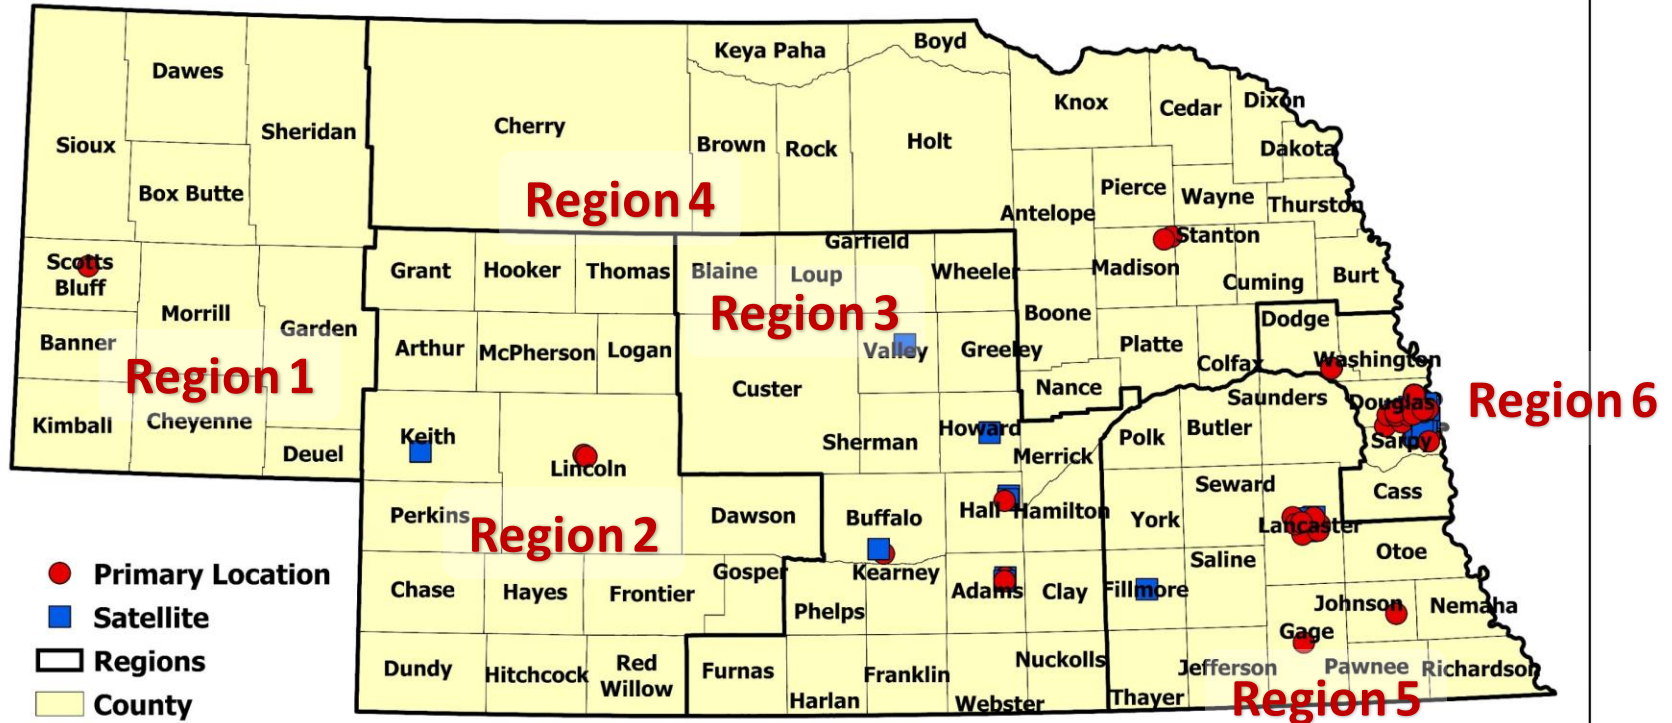 Keya Paha
Boyd
Dawes
Knox
Cedar
Dixon
Sioux
Sheridan
Cherry
Brown
Rock
Holt
Dakota
Box Butte
Region 4
Pierce
Wayne
Thurston
Antelope
Stanton
Scotts
Bluff
Grant
Hooker
Thomas
Blaine
Loup
Garfield
Wheeler
Madison
Cuming
Burt
Morrill
Garden
Region 3
Boone
Dodge
Banner
Arthur
McPherson
Logan
Valley
Greeley
Platte
Colfax
Washington
Region 1
Custer
Nance
Saunders
Douglas
Region 6
Kimball
Cheyenne
Keith
Sherman
Howard
Polk
Butler
Sarpy
Deuel
Lincoln
Merrick
Seward
Cass
Perkins
Region 2
Dawson
Buffalo
Hall
Hamilton
York
Lancaster
Primary Location
Saline
Otoe
Chase
Hayes
Frontier
Gosper
Kearney
Adams
Clay
Fillmore
Satellite
Phelps
Johnson
Nemaha
Gage
Regions
Dundy
Hitchcock
Red
Willow
Furnas
Franklin
Nuckolls
Jefferson
Pawnee
Richardson
County
Harlan
Webster
Thayer
Region 5